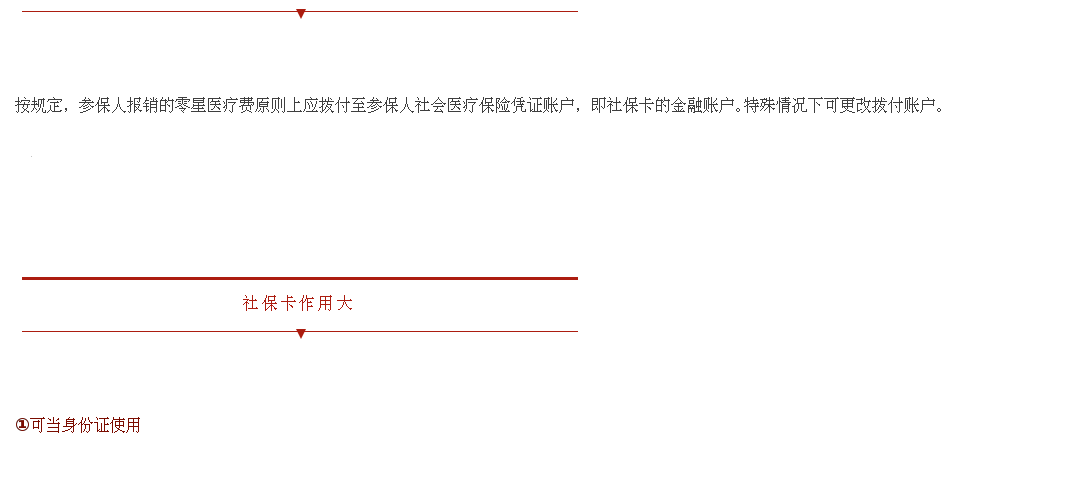 按规定，参保人报销的零星医疗费原则上应拨付至参保人社会医疗保险凭证账户，即社保卡的金融账户。特殊情况下可更改拨付账户。
社保卡作用大
①可当身份证使用